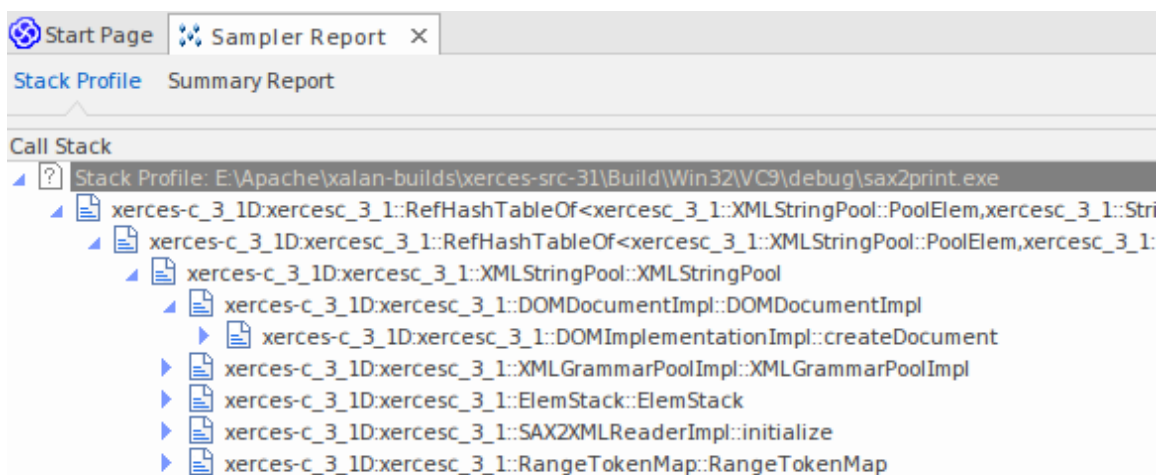 Start Page Sampler Report ×
Stack Profile Summary Report
Call Stack
Stack Profile: E:\Apache\xalan-builds\xerces-src-31\Build\Win32\VC9\debug\sax2print.exe
xerces-c_3_1D:xercesc_3_1::RefHashTableOf<xercesc_3_1::XMLStringPool::PoolElem,xercesc_3_1::Stri
xerces-c_3_1D:xercesc_3_1::RefHashTableOf<xercesc_3_1::XMLStringPool::PoolElem,xercesc_3_1:
xerces-c_3_1D:xercesc_3_1::XMLStringPool::XMLStringPool
xerces-c_3_1D:xercesc_3_1::DOMDocumentImpl::DOMDocumentImpl
xerces-c_3_1D:xercesc_3_1::DOMImplementationImpl::createDocument
xerces-c_3_1D:xercesc_3_1::XMLGrammarPoolImpl::XMLGrammarPoolImpl
xerces-c_3_1D:xercesc_3_1::ElemStack::ElemStack
xerces-c_3_1D:xercesc_3_1::SAX2XMLReaderImpl::initialize
xerces-c_3_1D:xercesc_3_1::RangeTokenMap::RangeTokenMap